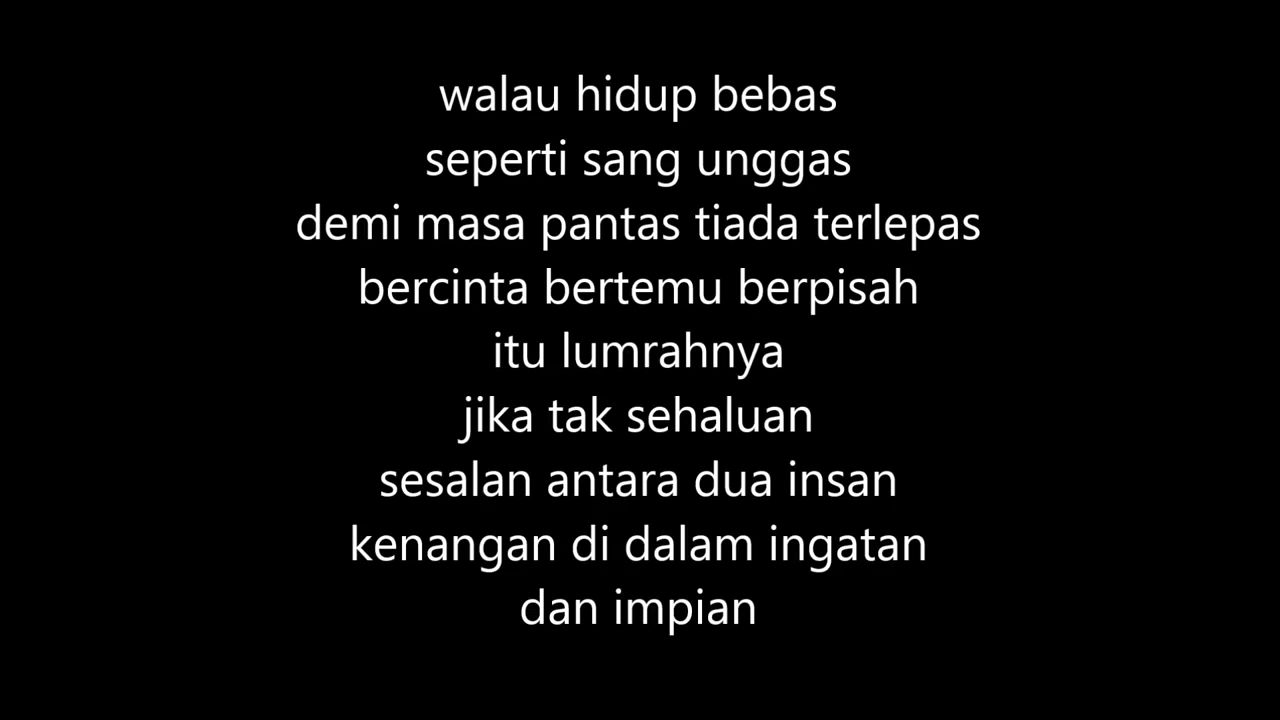 walau hidup bebas
seperti sang unggas
demi masa pantas tiada terlepas
bercinta bertemu berpisah
itu lumrahnya
jika tak sehaluan
sesalan antara dua insan
kenangan di dalam ingatan
dan impian